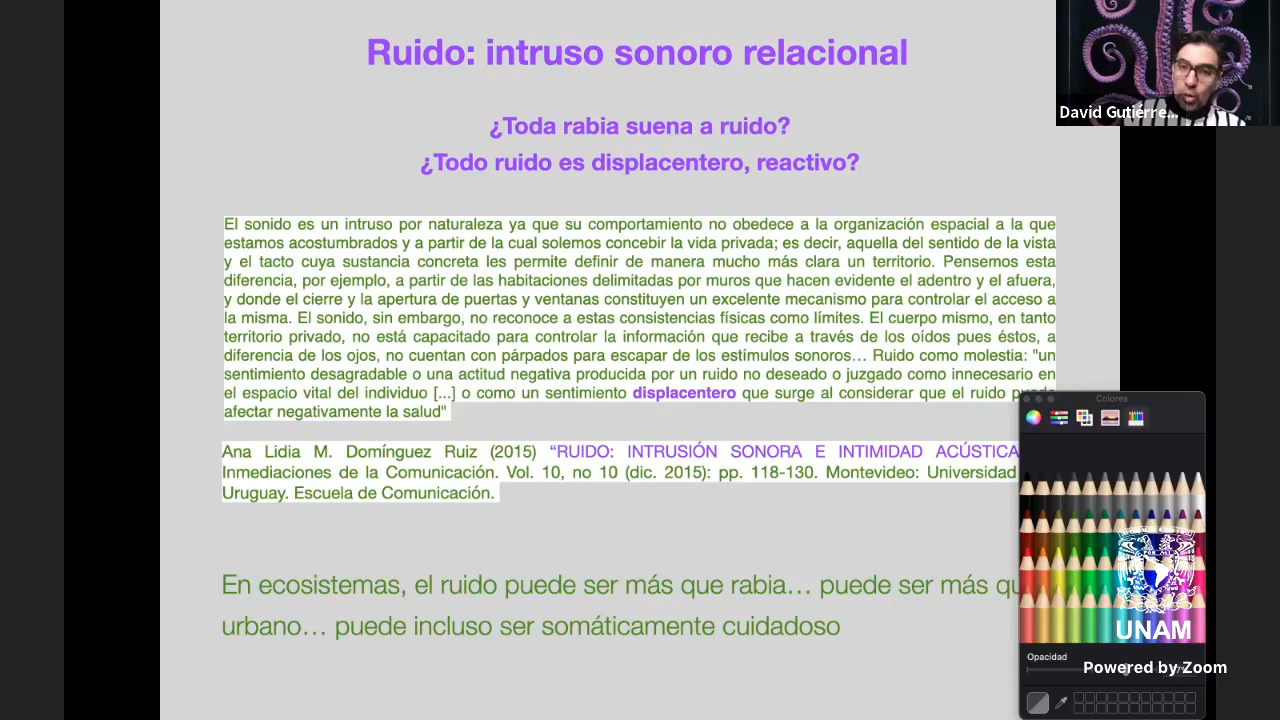 Ruido: intruso sonoro relacional
¿Toda rabia suena a ruido?
¿Todo ruido es displacentero, reactivo?
El sonido es un intruso por naturaleza ya que su comportamiento no obedece a la organización espacial a la que
estamos acostumbrados y a partir de la cual solemos concebir la vida privada; es decir, aquella del sentido de la vista
y el tacto cuya sustancia concreta les permite definir de manera mucho más clara un territorio. Pensemos esta
diferencia, por ejemplo, a partir de las habitaciones delimitadas por muros que hacen evidente el adentro y el afuera,
y donde el cierre y la apertura de puertas y ventanas constituyen un excelente mecanismo para controlar el acceso a
la misma. El sonido, sin embargo, no reconoce a estas consistencias físicas como límites. El cuerpo mismo, en tanto
territorio privado, no está capacitado para controlar la información que recibe a través de los oídos pues éstos, a
diferencia de los ojos, no cuentan con párpados para escapar de los estímulos sonoros… Ruido como molestia: "un
sentimiento desagradable o una actitud negativa producida por un ruido no deseado o juzgado como innecesario en
el espacio vital del individuo [...] o como un sentimiento displacentero que surge al considerar que el ruido puede
afectar negativamente la salud"
Ana Lidia M. Domínguez Ruiz (2015) “RUIDO: INTRUSIÓN SONORA E INTIMIDAD ACÚSTICA
Inmediaciones de la Comunicación. Vol. 10, no 10 (dic. 2015): pp. 118-130. Montevideo: Universidad
Uruguay. Escuela de Comunicación.
En ecosistemas, el ruido puede ser más que rabia… puede ser más qu
urbano… puede incluso ser somáticamente cuidadoso
David Gutiérre...
Colores
UNAM
Opacidad
Powered by Zoom